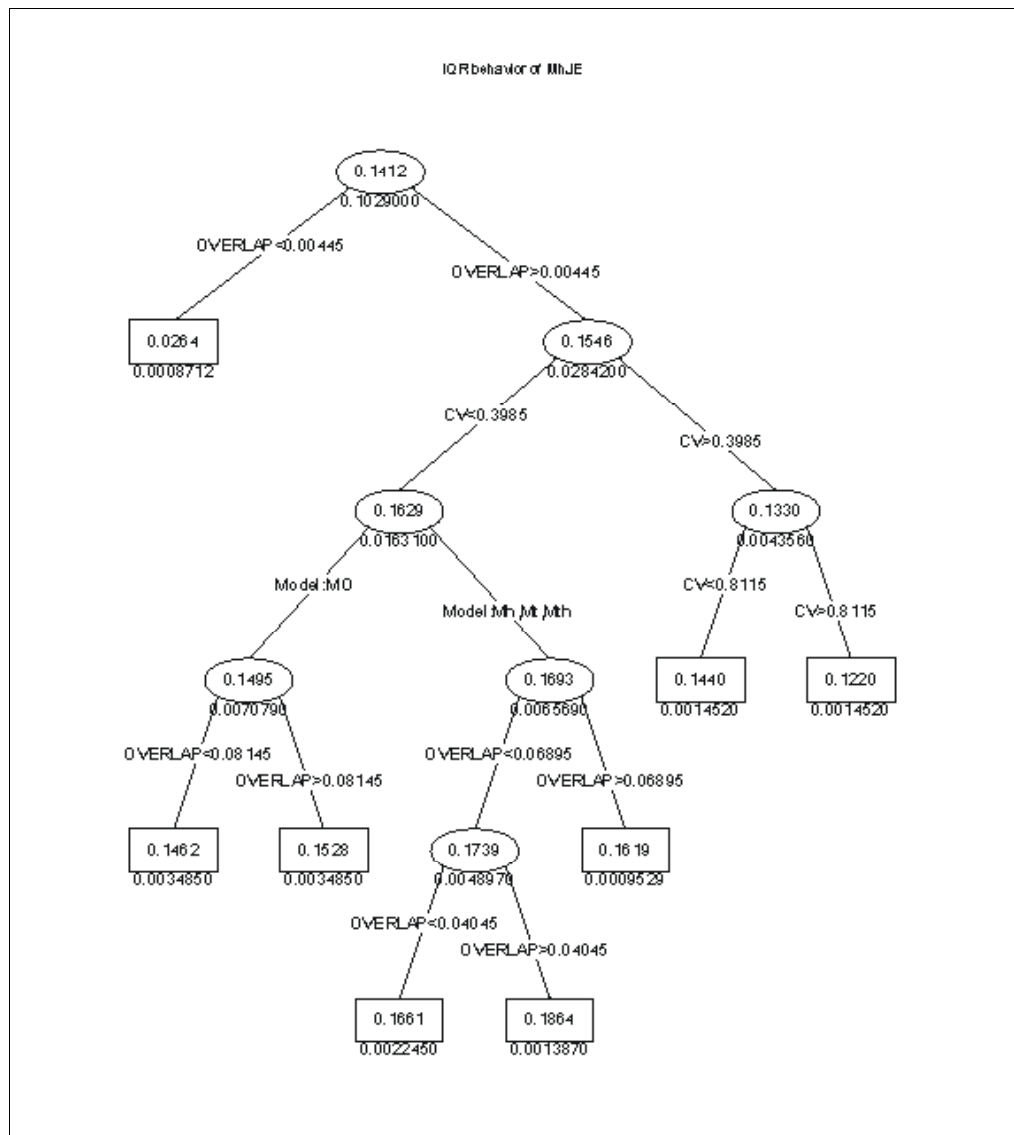 IQR behavior of MhJE
0.1412
0.1029000
OVERLAP<0.00445
OVERLAP>0.00445
0.0264
0.0008712
0.1546
0.0284200
CV<0.3985
CV>0.3985
0.1629
0.0163100
0.1330
0.0043560
Model:M0
Model:Mh,Mt,Mth
CV<0.8115
CV>0.8115
0.1495
0.0070790
0.1693
0.0065690
0.1440
0.0014520
0.1220
0.0014520
OVERLAP<0.08145
OVERLAP>0.08145
OVERLAP<0.06895
OVERLAP>0.06895
0.1462
0.0034850
0.1528
0.0034850
0.1739
0.0048970
0.1619
0.0009529
OVERLAP<0.04045
OVERLAP>0.04045
0.1661
0.0022450
0.1864
0.0013870